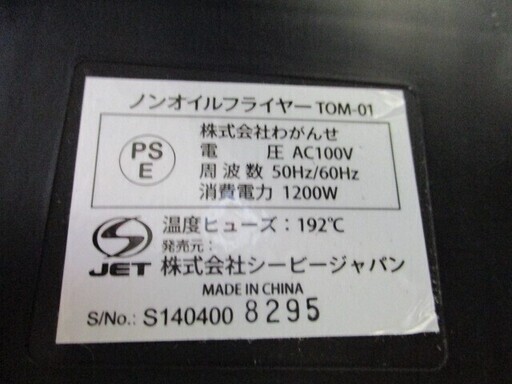 ノンオイルフライヤー TOM-01
PS
E
株式会社わがんせ
電 圧 AC100V
周波数 50Hz/60Hz
消費電力 1200W
JET
温度ヒューズ：192℃
発売元：
株式会社シービージャパン
MADE IN CHINA
S/No.: S140400 8295